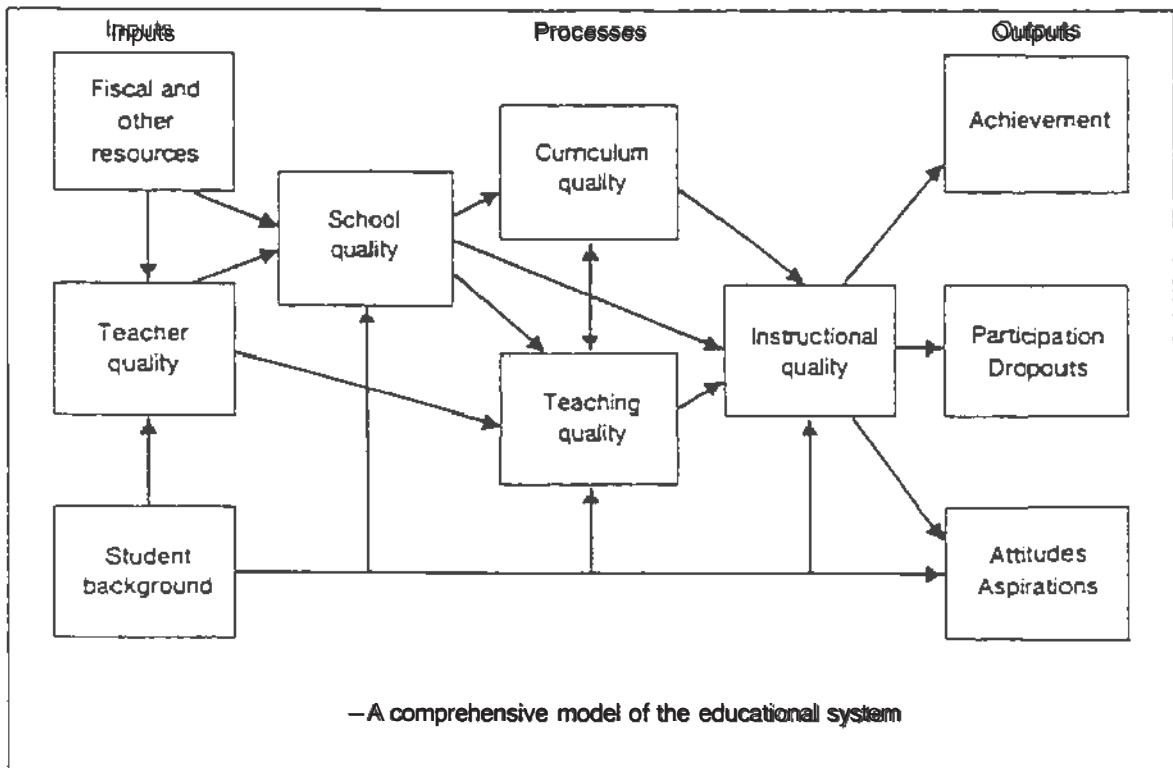 Inputs
Processes
Outputs
Fiscal and
other
resources
Achievement
Curriculum
quality
School
quality
Teacher
quality
Instructional
quality
Participation
Dropouts
Teaching
quality
Student
background
Attitudes
Aspirations
–A comprehensive model of the educational system